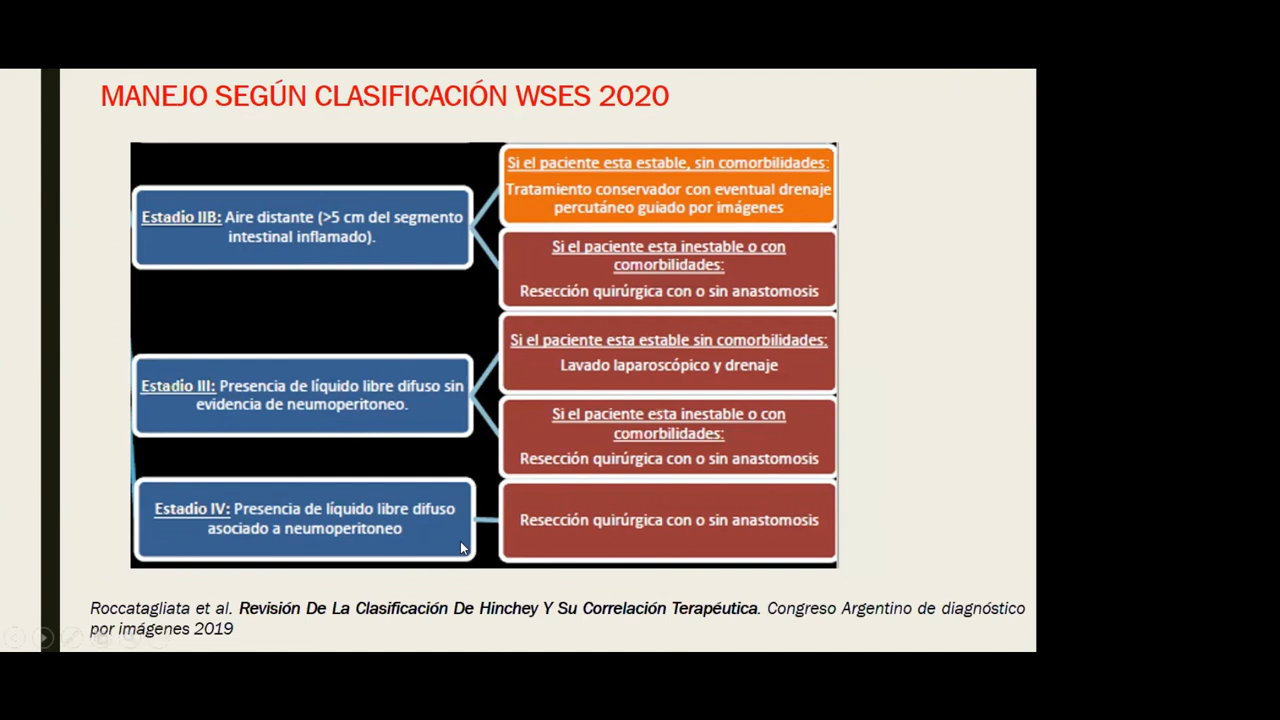 MANEJO SEGÚN CLASIFICACIÓN WSES 2020
Estadio IIB: Aire distante (>5 cm del segmento
intestinal inflamado).
Si el paciente esta estable, sin comorbilidades:
Tratamiento conservador con eventual drenaje
percutáneo guiado por imágenes
Si el paciente esta inestable o con
comorbilidades:
Resección quirúrgica con o sin anastomosis
Estadio III: Presencia de líquido libre difuso sin
evidencia de neumoperitoneo.
Si el paciente esta estable sin comorbilidades:
Lavado laparoscópico y drenaje
Si el paciente esta inestable o con
comorbilidades:
Resección quirúrgica con o sin anastomosis
Estadio IV: Presencia de líquido libre difuso
asociado a neumoperitoneo
Resección quirúrgica con o sin anastomosis
Roccatagliata et al. Revisión De La Clasificación De Hinchey Y Su Correlación Terapéutica. Congreso Argentino de diagnóstico
por imágenes 2019